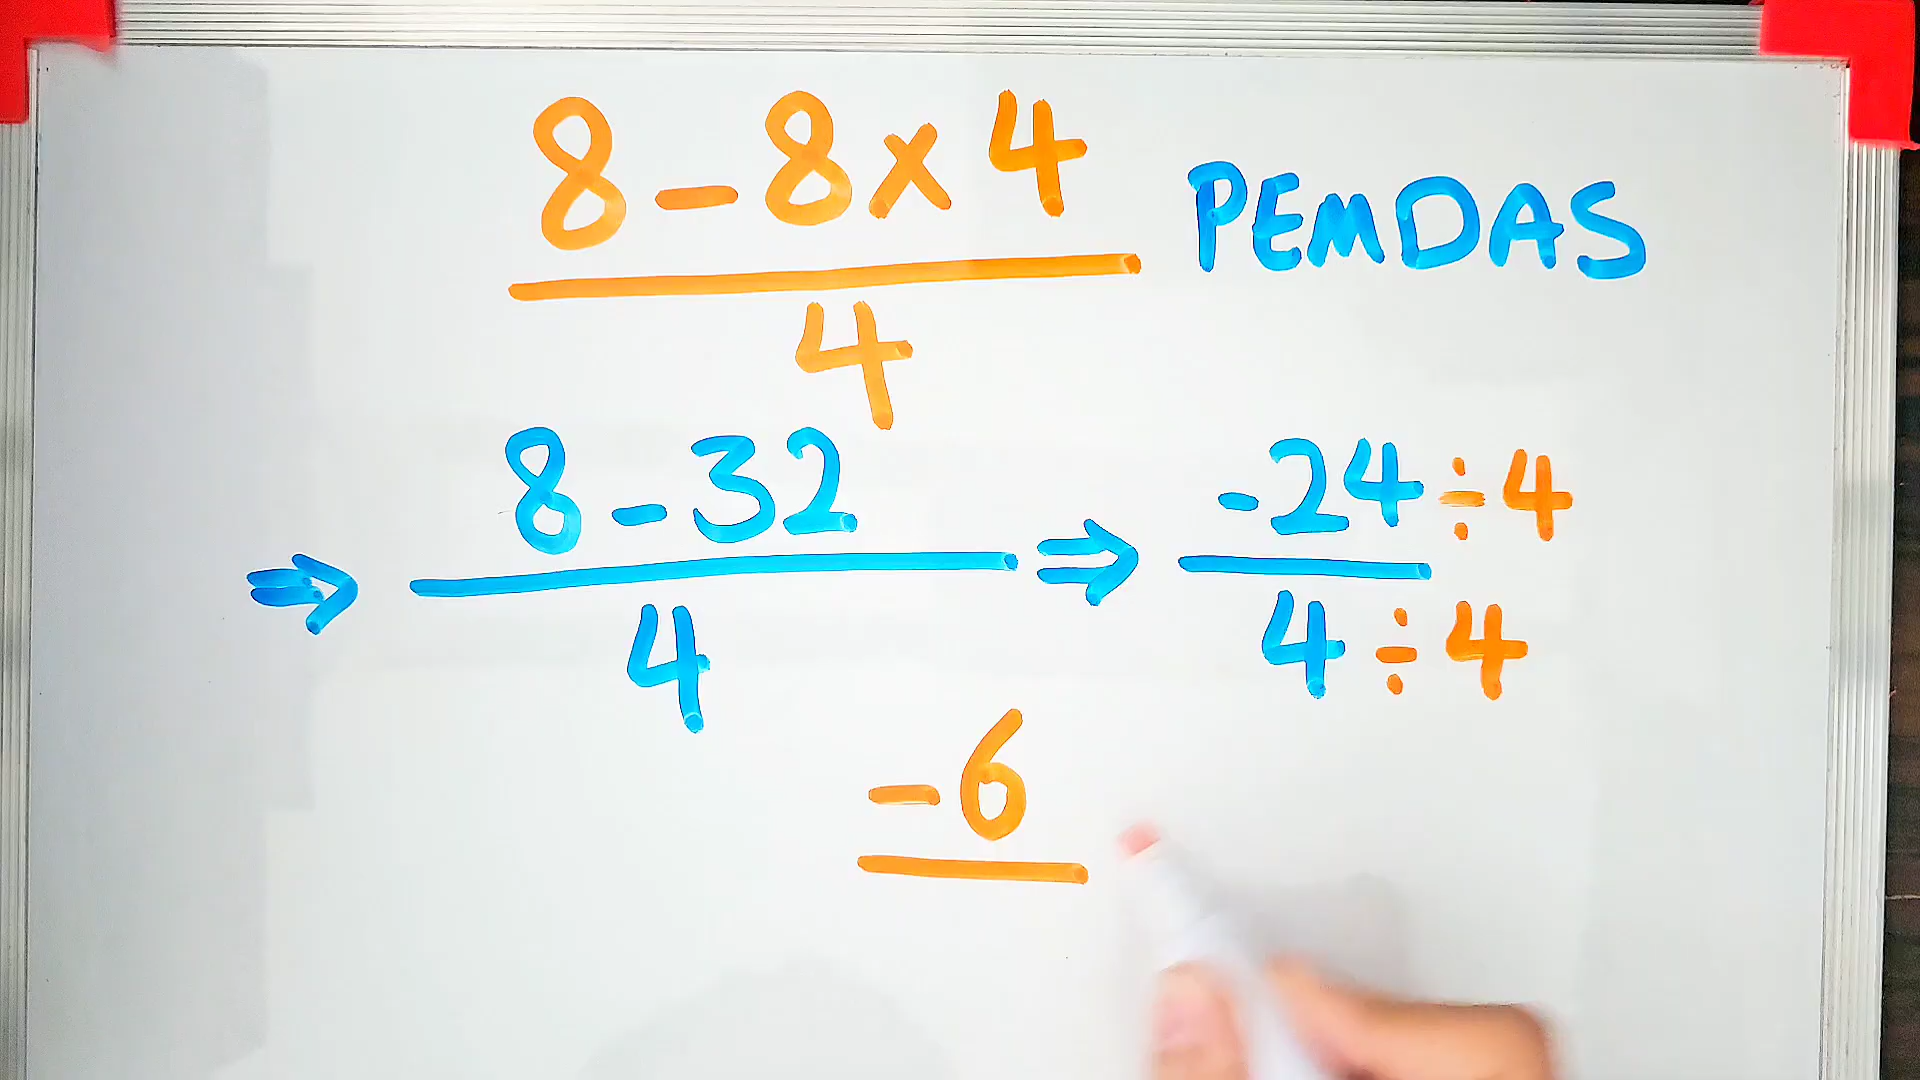 8 - 8 x 4 PEMDAS
4
⇒ 8 - 32 ⇒ -24 ÷ 4
4 4 ÷ 4
-6